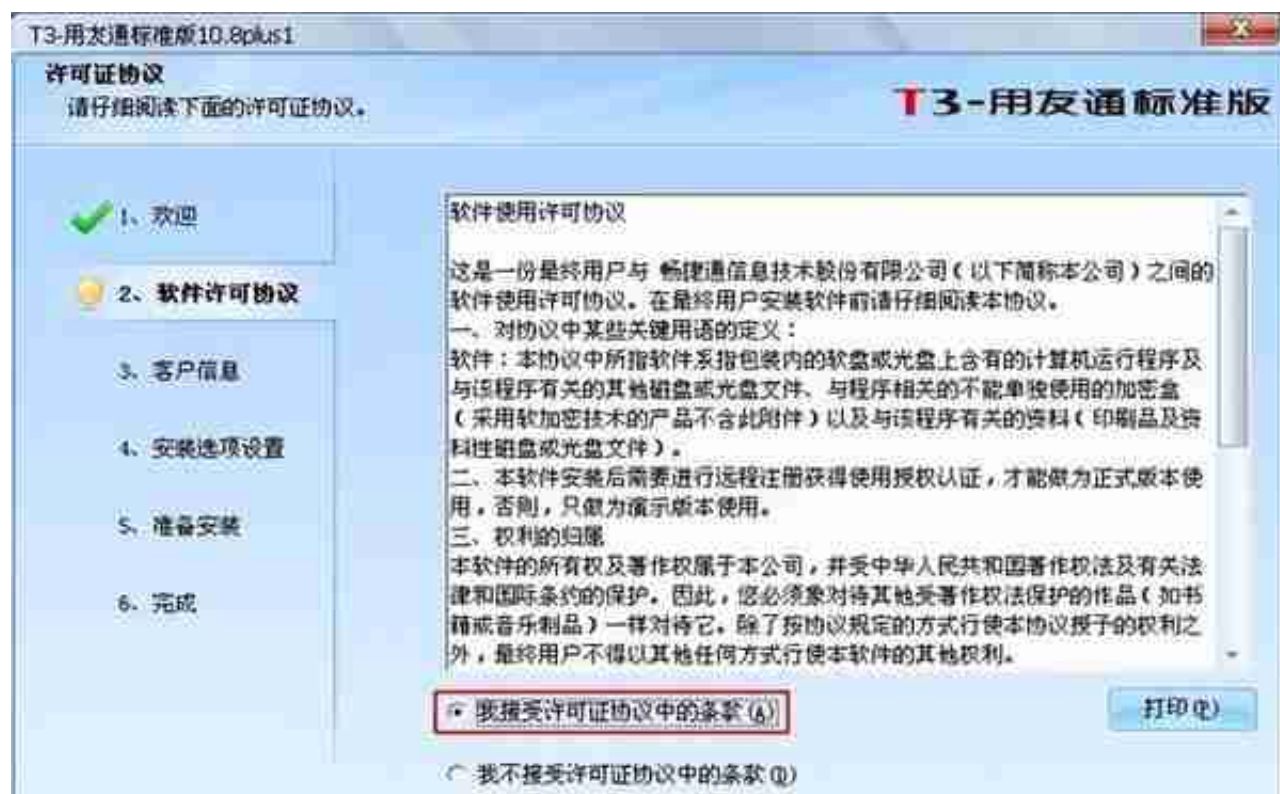 T3-用友通标准版10.8plus1
许可证协议
请仔细阅读下面的许可证协议。
T3-用友通标准版
1、欢迎
2、软件许可协议
3、客户信息
4、安装选项设置
5、准备安装
6、完成
软件使用许可协议
这是一份最终用户与 畅捷通信息技术股份有限公司(以下简称本公司)之间的
软件使用许可协议。在最终用户安装软件前请仔细阅读本协议。
一、对协议中某些关键用语的定义:
软件:本协议中所指软件系指包装内的软盘或光盘上含有的计算机运行程序及
与该程序有关的其他磁盘或光盘文件、与程序相关的不能单独使用的加密盒
(采用软加密技术的产品不含此附件)以及与该程序有关的资料(印刷品及资
料性磁盘或光盘文件)。
二、本软件安装后需要进行远程注册获得使用授权认证,才能做为正式版本使
用,否则,只做为演示版本使用。
三、权利的归属
本软件的所有权及著作权属于本公司,并受中华人民共和国著作权法及有关法
律和国际条约的保护。因此,您必须象对待其他受著作权法保护的作品(如书
籍或音乐制品)一样对待它。除了按协议规定的方式行使本协议授予的权利之
外,最终用户不得以其他任何方式行使本软件的其他权利。
我接受许可证协议中的条款(A)
打印(P)
我不接受许可证协议中的条款(D)